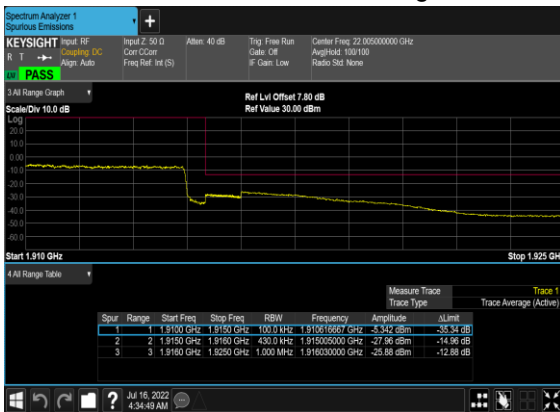 Spectrum Analyzer 1
Spurious Emissions
KEYSIGHT Input: RF Input Z: 50 Ω Atten: 40 dB Trig: Free Run Center Freq: 22.005000000 GHz
R T Coupling: DC Corr CCorr Gate: Off Avg|Hold: 100/100
Align: Auto Freq Ref: Int (S) IF Gain: Low Radio Std: None
PASS
3 All Range Graph
Ref Lvl Offset 7.80 dB
Scale/Div 10.0 dB Ref Value 30.00 dBm
Log
20.0
10.0
0.00
-10.0
-20.0
-30.0
-40.0
-50.0
-60.0
Start 1.910 GHz Stop 1.925 GH
4 All Range Table
Measure Trace Trace 1
Trace Type Trace Average (Active)
Spur Range Start Freq Stop Freq RBW Frequency Amplitude ΔLimit
1 1 1.9100 GHz 1.9150 GHz 100.0 kHz 1.910616667 GHz -5.342 dBm -35.34 dB
2 2 1.9150 GHz 1.9160 GHz 430.0 kHz 1.915005000 GHz -27.96 dBm -14.96 dB
3 3 1.9160 GHz 1.9250 GHz 1.000 MHz 1.916030000 GHz -25.88 dBm -12.88 dB
Jul 16, 2022
4:34:49 AM